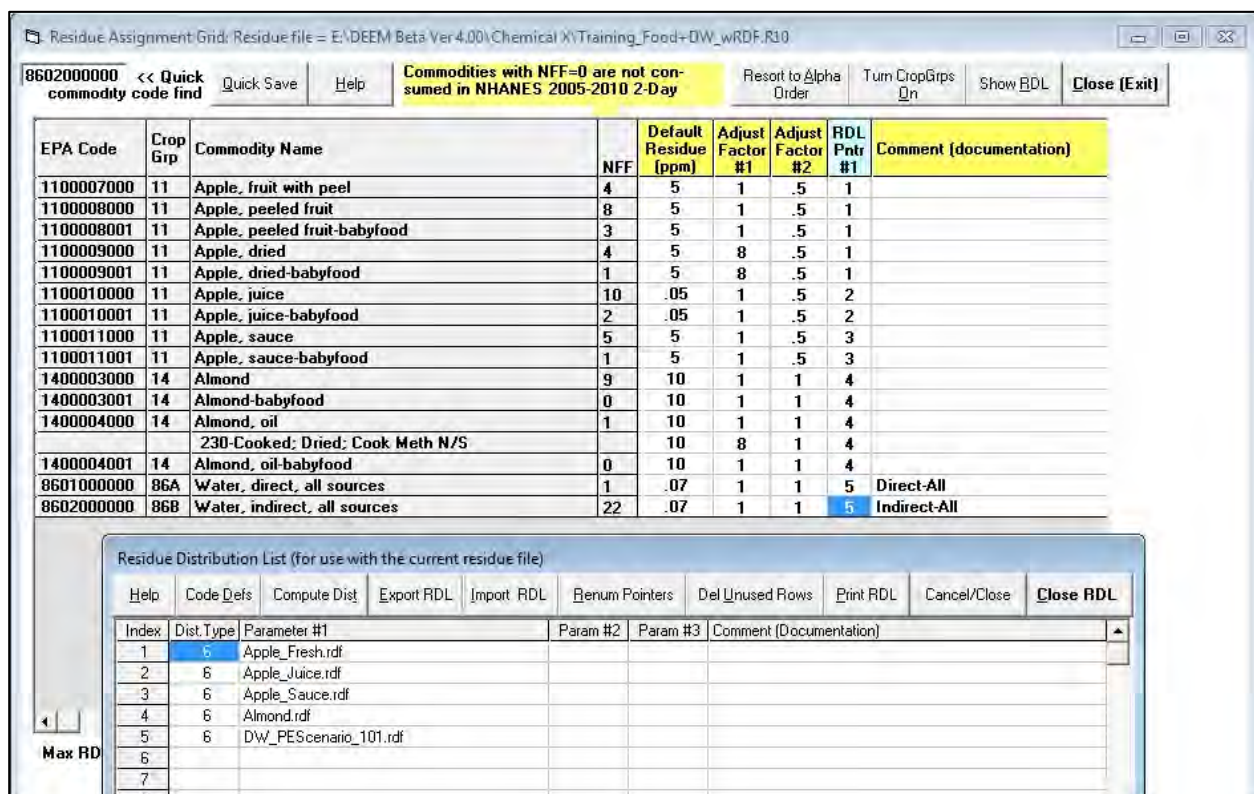 Residue Assignment Grid: Residue file = E:\DEEM Beta Ver 4.00\Chemical X\Training_Food+DW_wRDF.R10
8602000000 << Quick commodity code find Quick Save Help Commodities with NFF=0 are not con-sumed in NHANES 2005-2010 2-Day Resort to Alpha Order Turn CropGrps On Show RDL Close (Exit)
EPA Code Crop Grp Commodity Name NFF Default Residue (ppm) Adjust Factor #1 Adjust Factor #2 RDL Pntr #1 Comment (documentation)
1100007000 11 Apple, fruit with peel 4 5 1 .5 1
1100008000 11 Apple, peeled fruit 8 5 1 .5 1
1100008001 11 Apple, peeled fruit-babyfood 3 5 1 .5 1
1100009000 11 Apple, dried 4 5 8 .5 1
1100009001 11 Apple, dried-babyfood 1 5 8 .5 1
1100010000 11 Apple, juice 10 .05 1 .5 2
1100010001 11 Apple, juice-babyfood 2 .05 1 .5 2
1100011000 11 Apple, sauce 5 5 1 .5 3
1100011001 11 Apple, sauce-babyfood 1 5 1 .5 3
1400003000 14 Almond 9 10 1 1 4
1400003001 14 Almond-babyfood 0 10 1 1 4
1400004000 14 Almond, oil 1 10 1 1 4
230-Cooked; Dried; Cook Meth N/S 10 8 1 4
1400004001 14 Almond, oil-babyfood 0 10 1 1 4
8601000000 86A Water, direct, all sources 1 .07 1 1 5 Direct-All
8602000000 86B Water, indirect, all sources 22 .07 1 1 5 Indirect-All
Residue Distribution List (for use with the current residue file)
Help Code Defs Compute Dist Export RDL Import RDL Renum Pointers Del Unused Rows Print RDL Cancel/Close Close RDL
Index Dist.Type Parameter #1 Param #2 Param #3 Comment (Documentation)
1 6 Apple_Fresh.rdf
2 6 Apple_Juice.rdf
3 6 Apple_Sauce.rdf
4 6 Almond.rdf
5 6 DW_PEScenario_101.rdf
Max RD
6
7